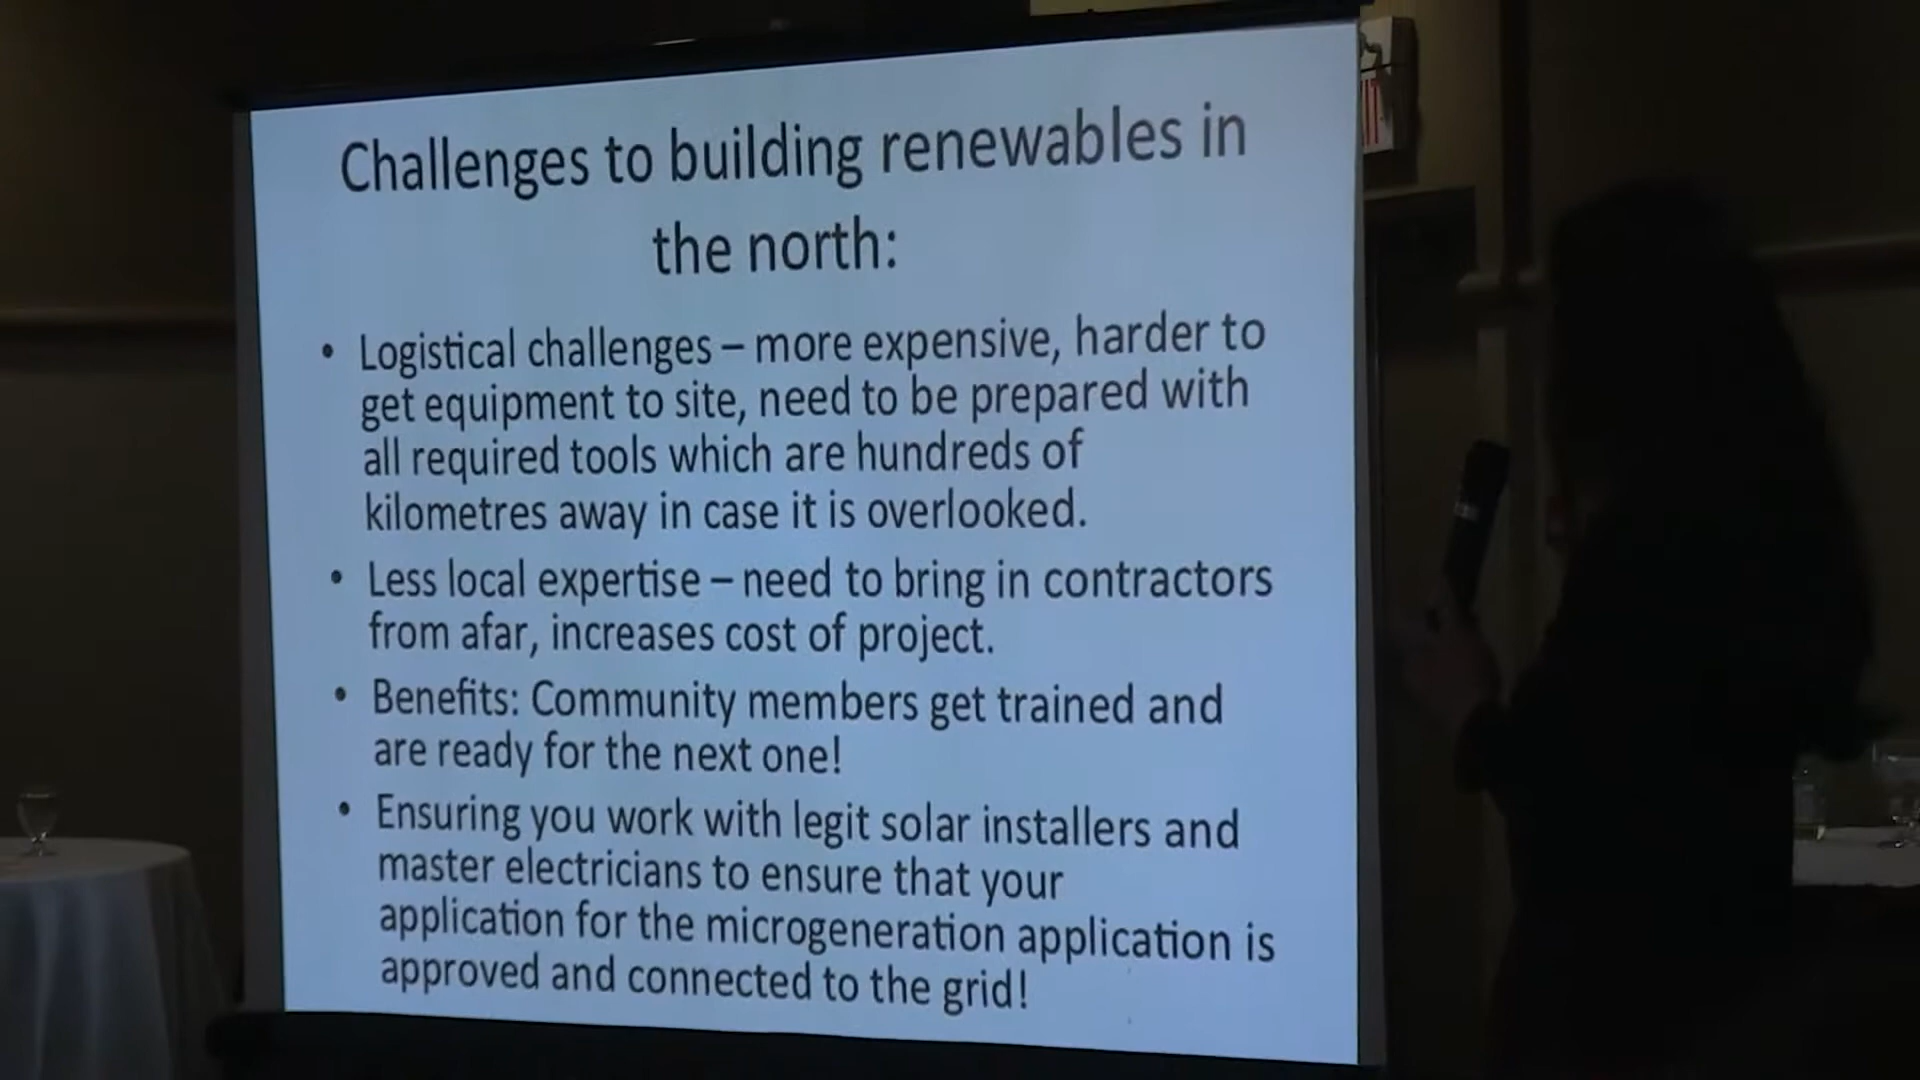 Challenges to building renewables in
the north:
• Logistical challenges – more expensive, harder to
get equipment to site, need to be prepared with
all required tools which are hundreds of
kilometres away in case it is overlooked.
• Less local expertise – need to bring in contractors
from afar, increases cost of project.
• Benefits: Community members get trained and
are ready for the next one!
• Ensuring you work with legit solar installers and
master electricians to ensure that your
application for the microgeneration application is
approved and connected to the grid!